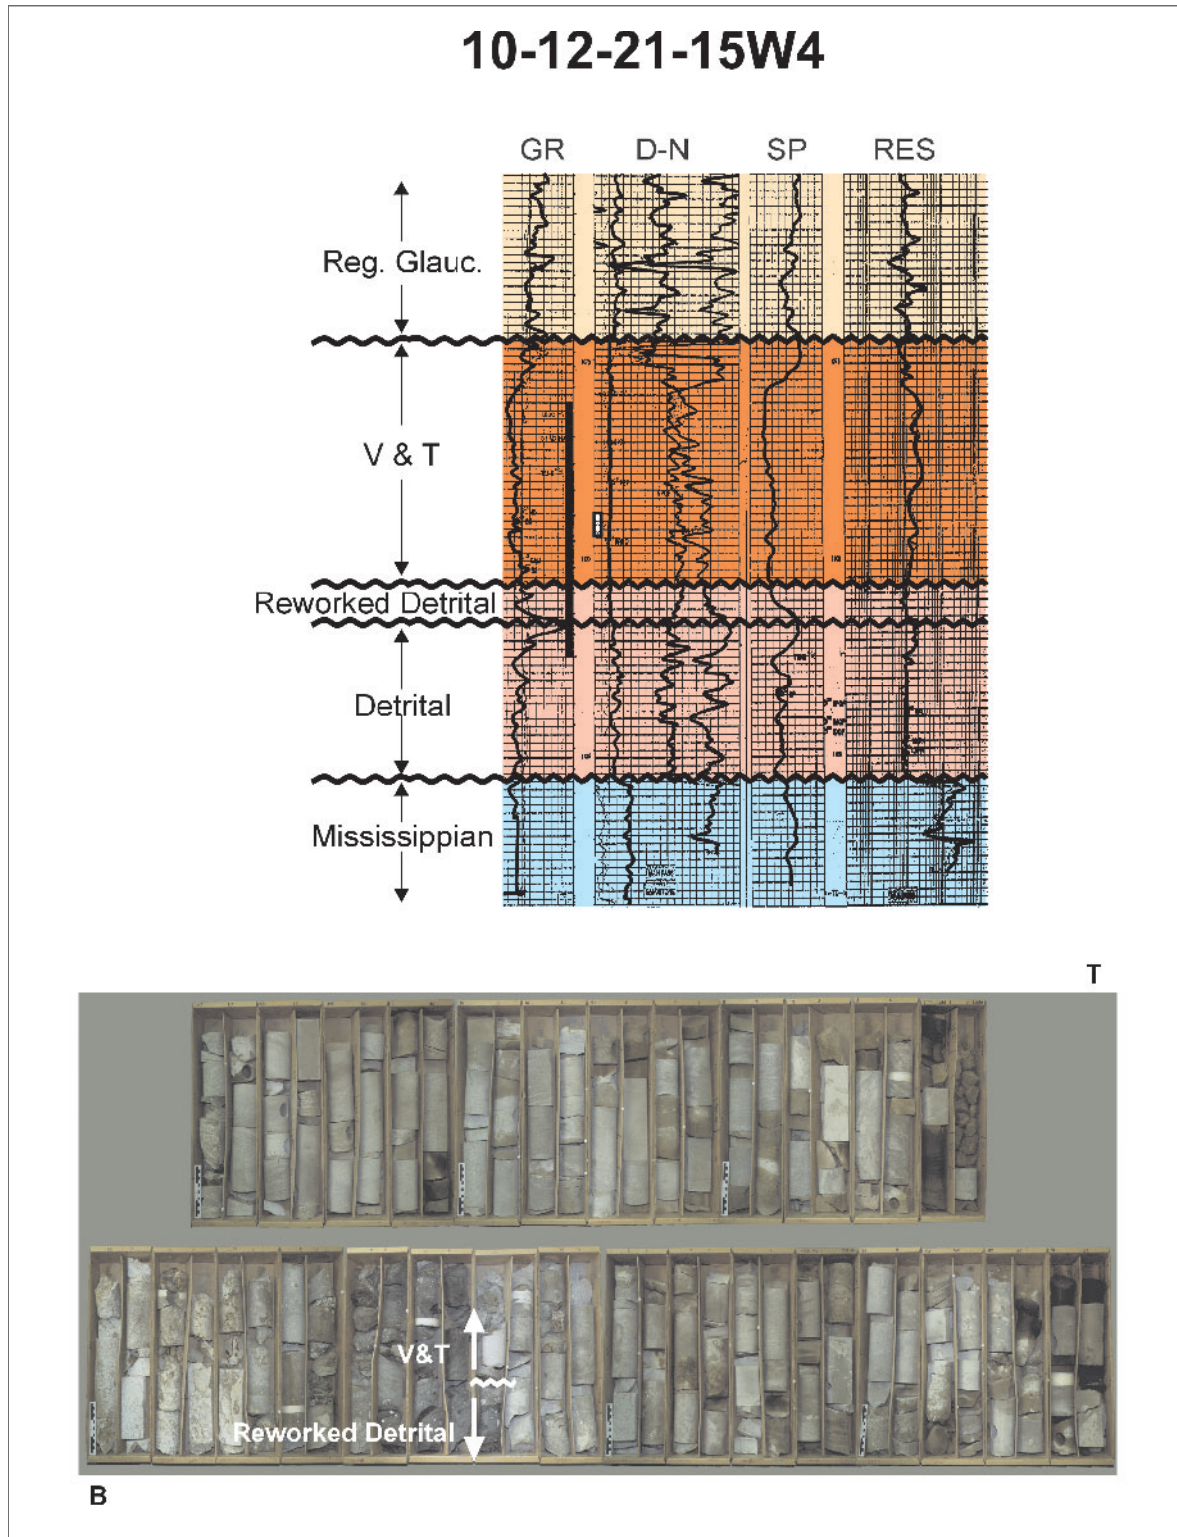 10-12-21-15W4
GR D-N SP RES
Reg. Glauc.
V & T
Reworked Detrital
Detrital
Mississippian
T
V&T
Reworked Detrital
B